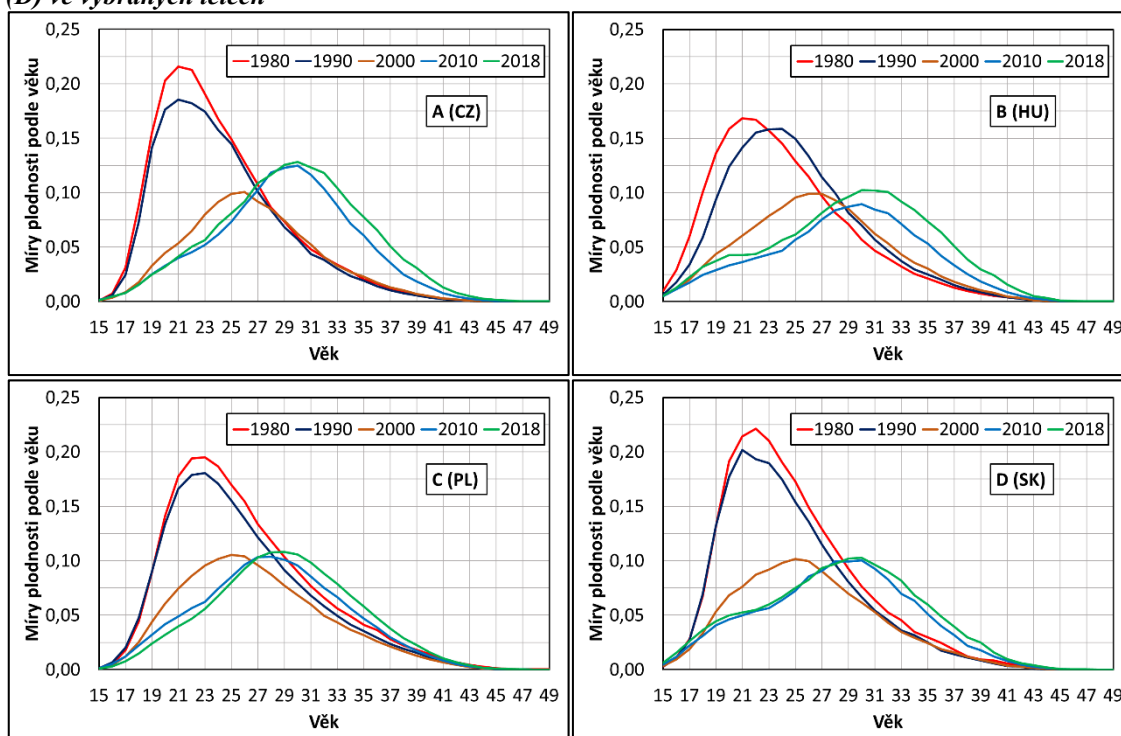 (D) ve vybraných letech
0,25
0,20
0,15
0,10
0,05
0,00
Míry plodnosti podle věku
1980 1990 2000 2010 2018
A (CZ)
15 17 19 21 23 25 27 29 31 33 35 37 39 41 43 45 47 49
Věk
0,25
0,20
0,15
0,10
0,05
0,00
Míry plodnosti podle věku
1980 1990 2000 2010 2018
B (HU)
15 17 19 21 23 25 27 29 31 33 35 37 39 41 43 45 47 49
Věk
0,25
0,20
0,15
0,10
0,05
0,00
Míry plodnosti podle věku
1980 1990 2000 2010 2018
C (PL)
15 17 19 21 23 25 27 29 31 33 35 37 39 41 43 45 47 49
Věk
0,25
0,20
0,15
0,10
0,05
0,00
Míry plodnosti podle věku
1980 1990 2000 2010 2018
D (SK)
15 17 19 21 23 25 27 29 31 33 35 37 39 41 43 45 47 49
Věk